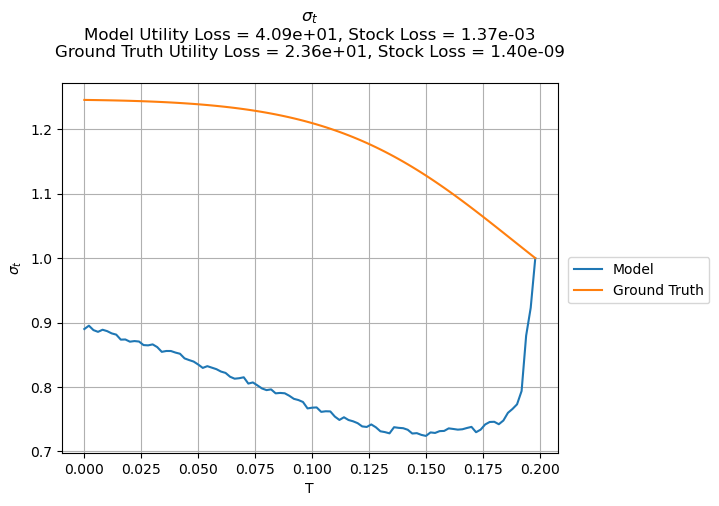 σₜ
Model Utility Loss = 4.09e+01, Stock Loss = 1.37e-03
Ground Truth Utility Loss = 2.36e+01, Stock Loss = 1.40e-09
1.2
1.1
1.0
0.9
0.8
0.7
σₜ
0.000 0.025 0.050 0.075 0.100 0.125 0.150 0.175 0.200
T
Model
Ground Truth